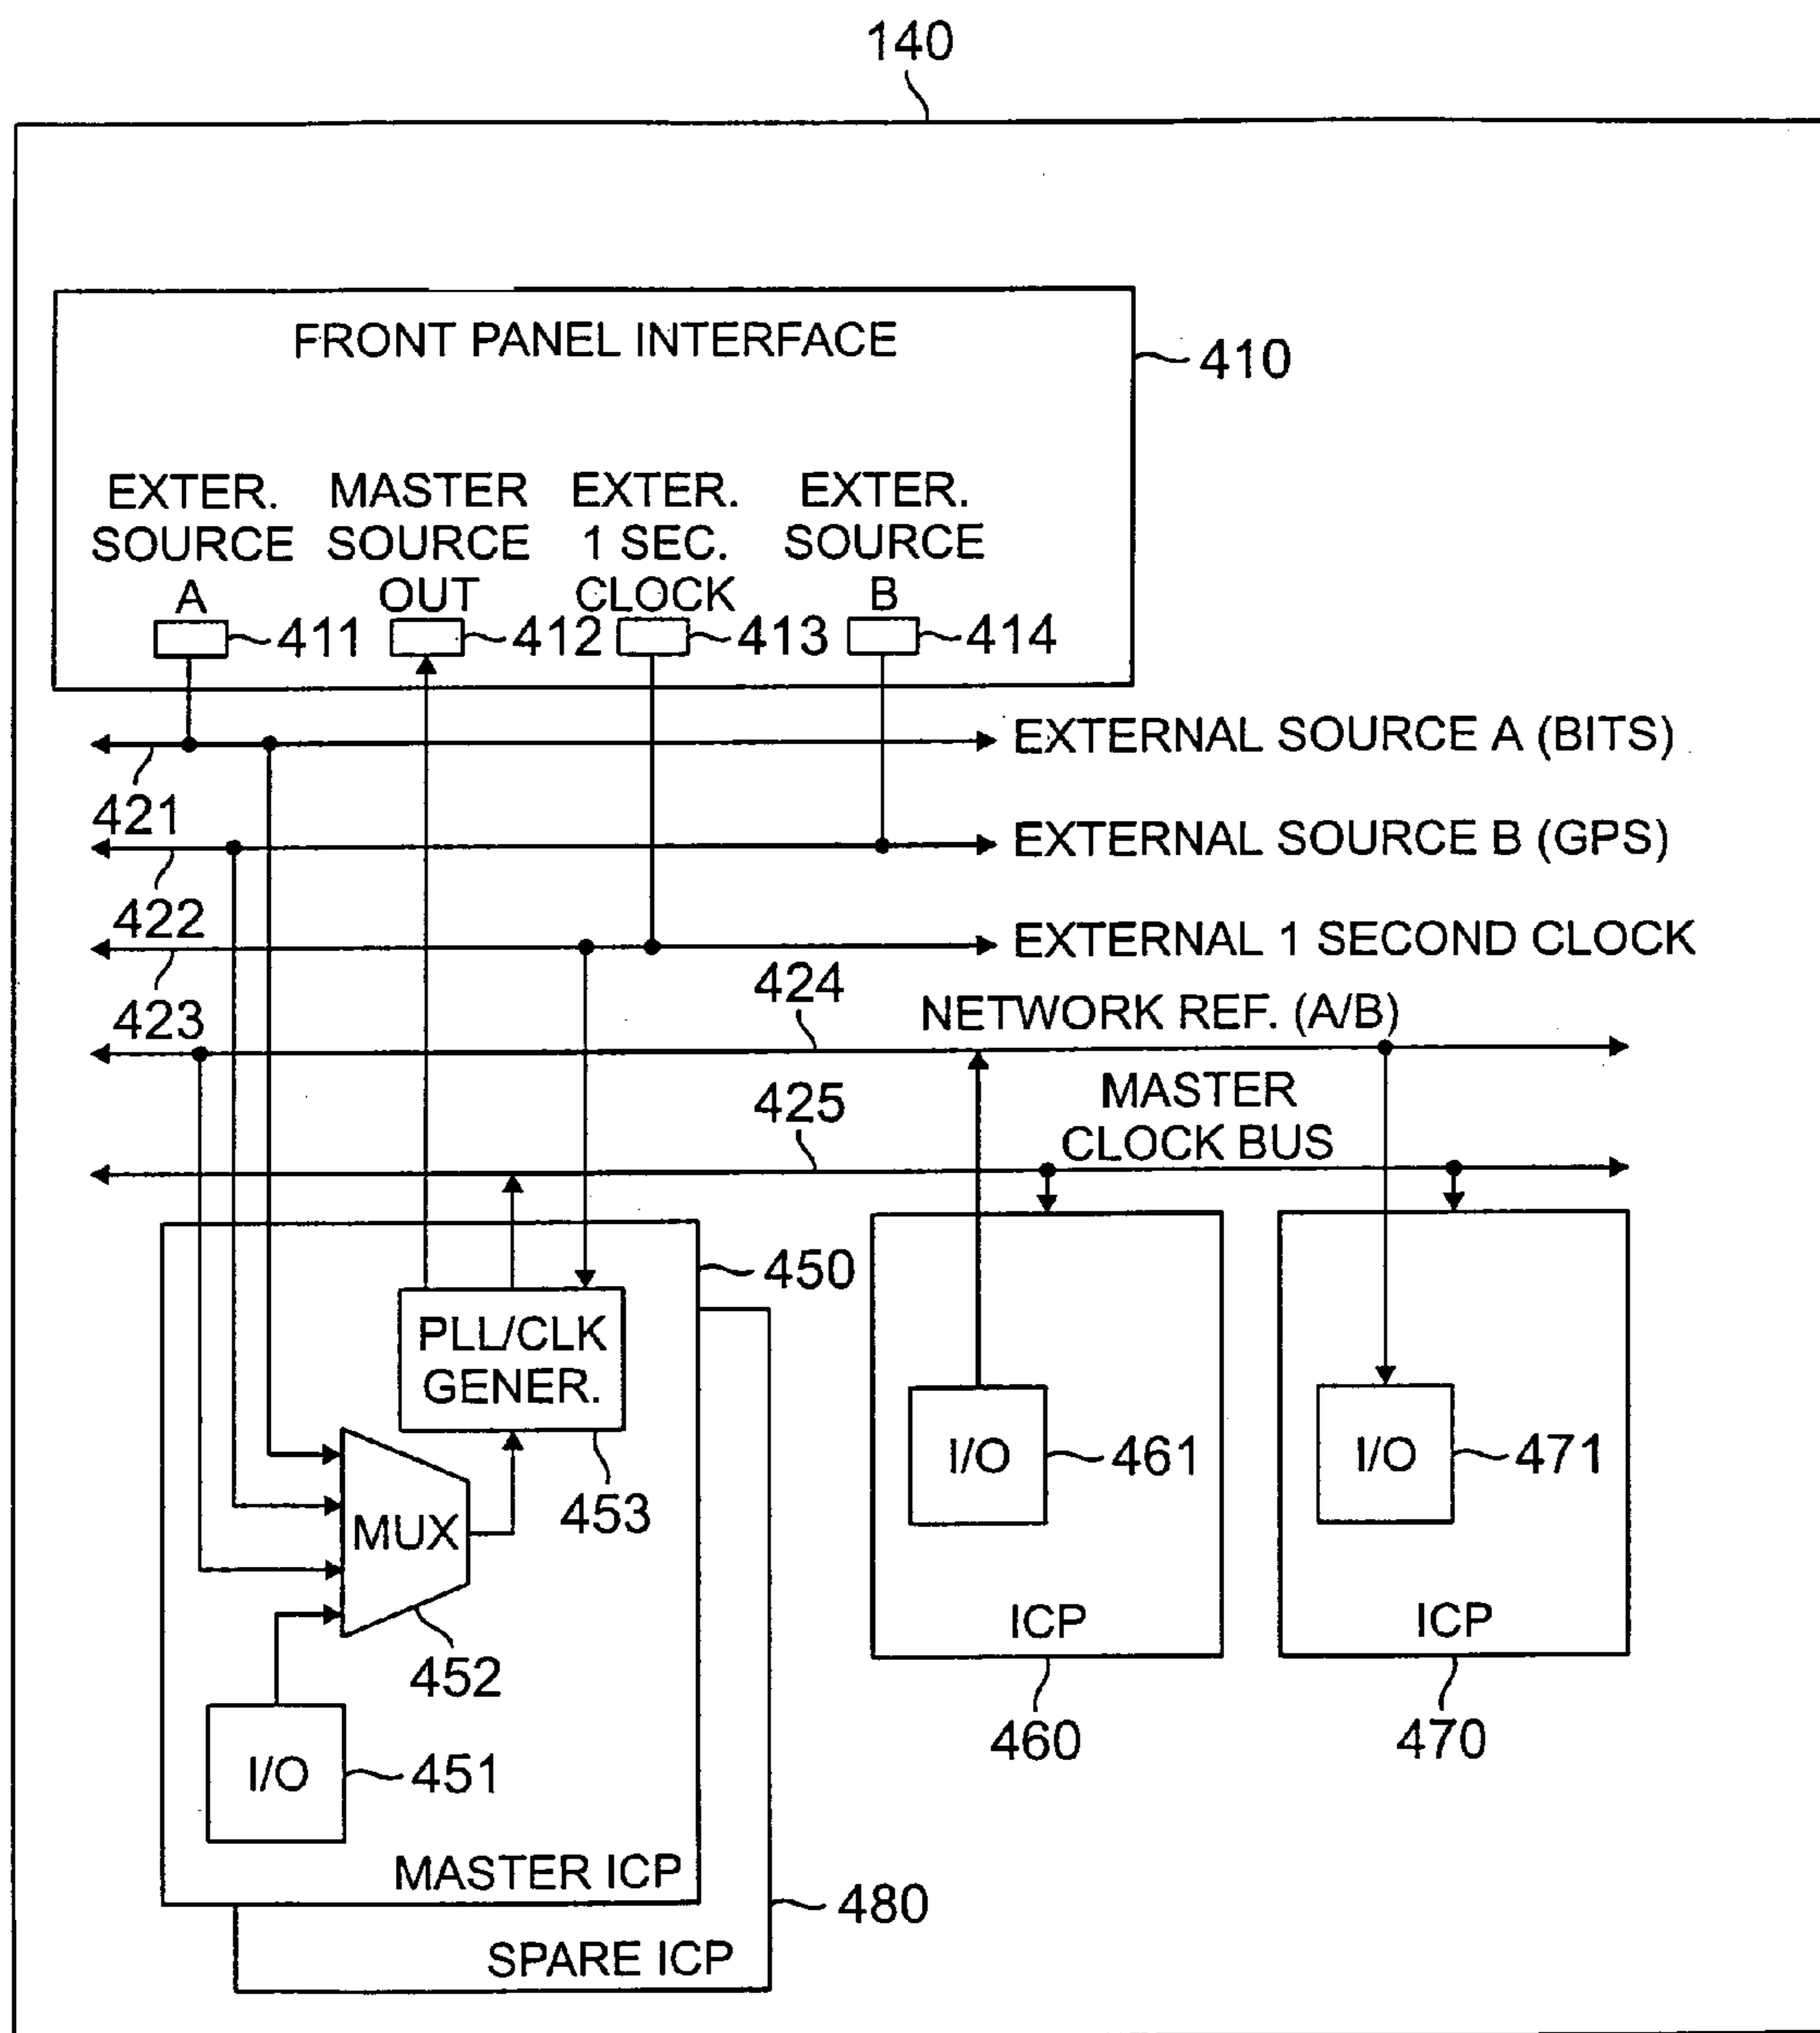 140
FRONT PANEL INTERFACE
410
EXTER.
SOURCE
A
MASTER
SOURCE
OUT
EXTER.
1 SEC.
CLOCK
EXTER.
SOURCE
B
411
412
413
414
EXTERNAL SOURCE A (BITS)
421
EXTERNAL SOURCE B (GPS)
422
EXTERNAL 1 SECOND CLOCK
423
424
NETWORK REF. (A/B)
425
MASTER
CLOCK BUS
450
PLL/CLK
GENER.
453
MUX
452
I/O
451
MASTER ICP
480
SPARE ICP
I/O
461
ICP
460
I/O
471
ICP
470